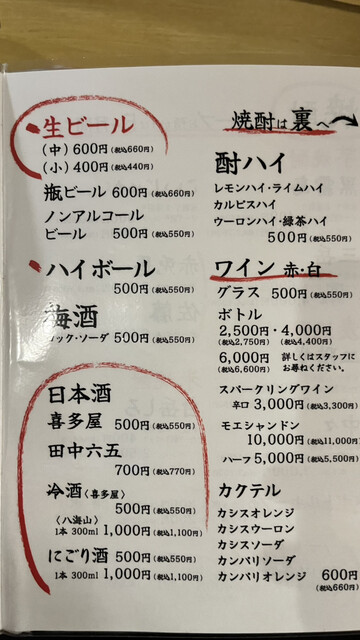 生ビール
(中) 600円 (税込660円)
(小) 400円 (税込440円)
瓶ビール 600円 (税込660円)
ノンアルコール
ビール 500円 (税込550円)
ハイボール
500円 (税込550円)
梅酒
ロック・ソーダ 500円 (税込550円)
日本酒
喜多屋 500円 (税込550円)
田中六五
700円 (税込770円)
冷酒〈喜多屋〉
500円 (税込550円)
〈八海山〉
1本 300ml 1,000円 (税込1,100円)
にごり酒 500円 (税込550円)
1本 300ml 1,000円 (税込1,100円)
焼酎は裏へ
酎ハイ
レモンハイ・ライムハイ
カルピスハイ
ウーロンハイ・緑茶ハイ
500円 (税込550円)
ワイン 赤・白
グラス 500円 (税込550円)
ボトル
2,500円・4,000円
(税込2,750円) (税込4,400円)
6,000円 詳しくはスタッフに
(税込6,600円) お尋ねください。
スパークリングワイン
辛口 3,000円 (税込3,300円)
モエシャンドン
10,000円 (税込11,000円)
ハーフ 5,000円 (税込5,500円)
カクテル
カシスオレンジ
カシスウーロン
カシスソーダ
カンパリソーダ
カンパリオレンジ 600円
(税込660円)